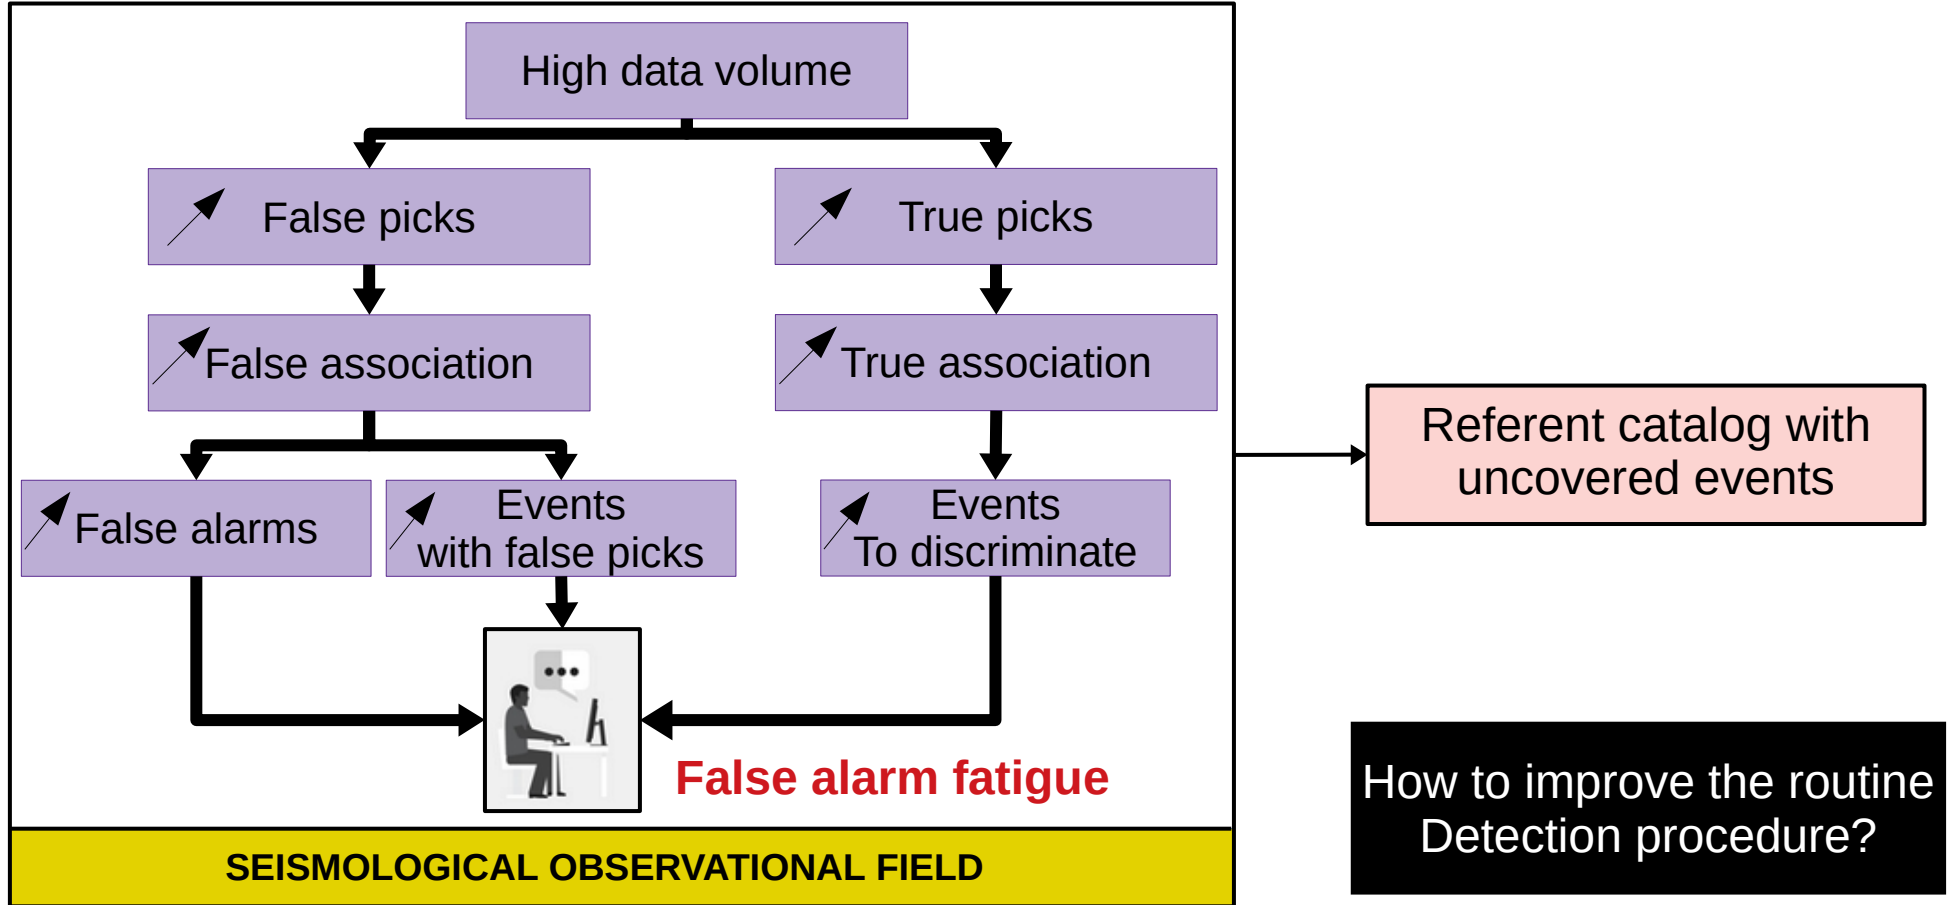 High data volume
False picks
True picks
False association
True association
False alarms
Events
with false picks
Events
To discriminate
False alarm fatigue
SEISMOLOGICAL OBSERVATIONAL FIELD
Referent catalog with
uncovered events
How to improve the routine
Detection procedure?